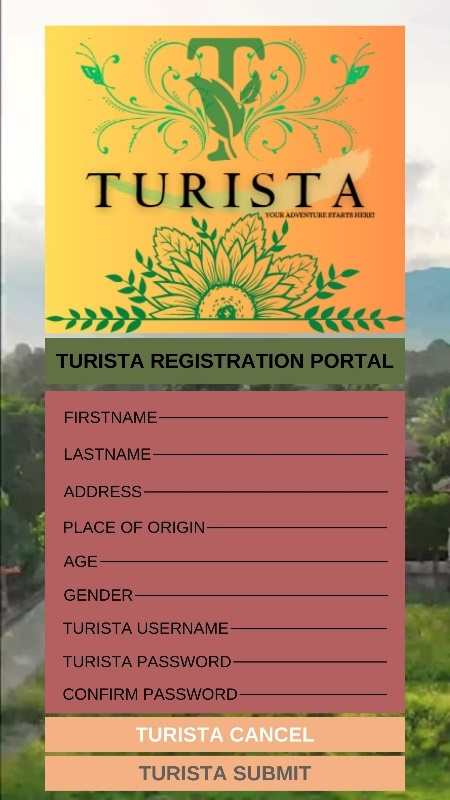 T
TURISTA
YOUR ADVENTURE STARTS HERE!
TURISTA REGISTRATION PORTAL
FIRSTNAME
LASTNAME
ADDRESS
PLACE OF ORIGIN
AGE
GENDER
TURISTA USERNAME
TURISTA PASSWORD
CONFIRM PASSWORD
TURISTA CANCEL
TURISTA SUBMIT